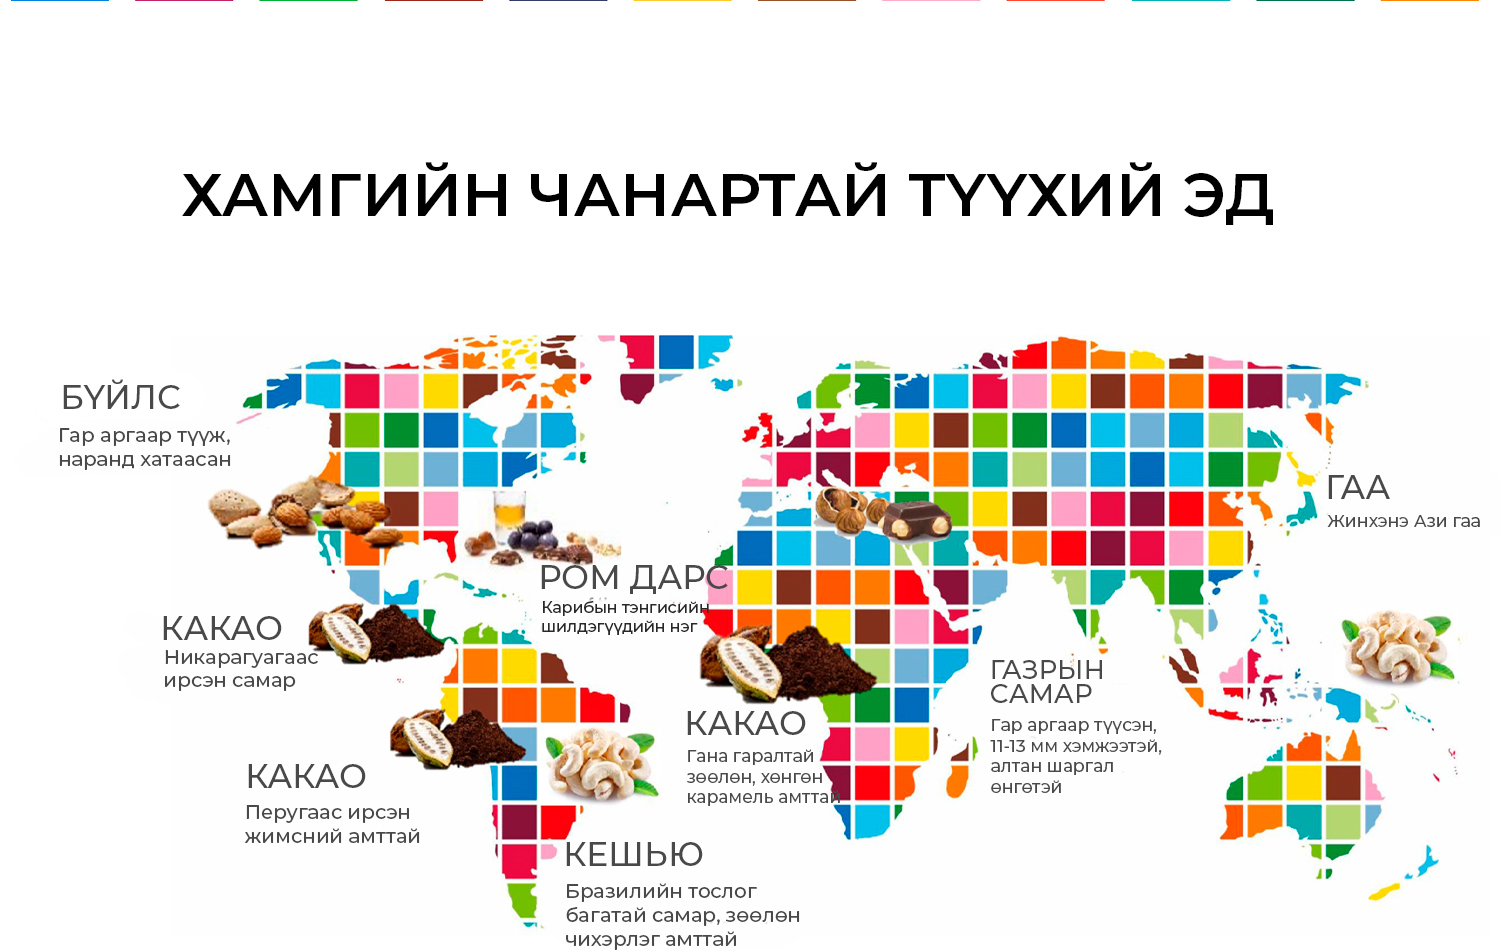 ХАМГИЙН ЧАНАРТАЙ ТҮҮХИЙ ЭД
БҮЙЛС
Гар аргаар түүж,
наранд хатаасан
ГАА
Жинхэнэ Ази гаа
РОМ ДАРС
Карибын тэнгисийн
шилдэгүүдийн нэг
КАКАО
Никарагуагаас
ирсэн самар
ГАЗРЫН
САМАР
Гар аргаар түүсэн,
11-13 мм хэмжээтэй,
алтан шаргал
өнгөтэй
КАКАО
Гана гаралтай
зөөлөн, хөнгөн
карамель амттай
КАКАО
Перугаас ирсэн
жимсний амттай
КЕШЬЮ
Бразилийн тослог
багатай самар, зөөлөн
чихэрлэг амттай